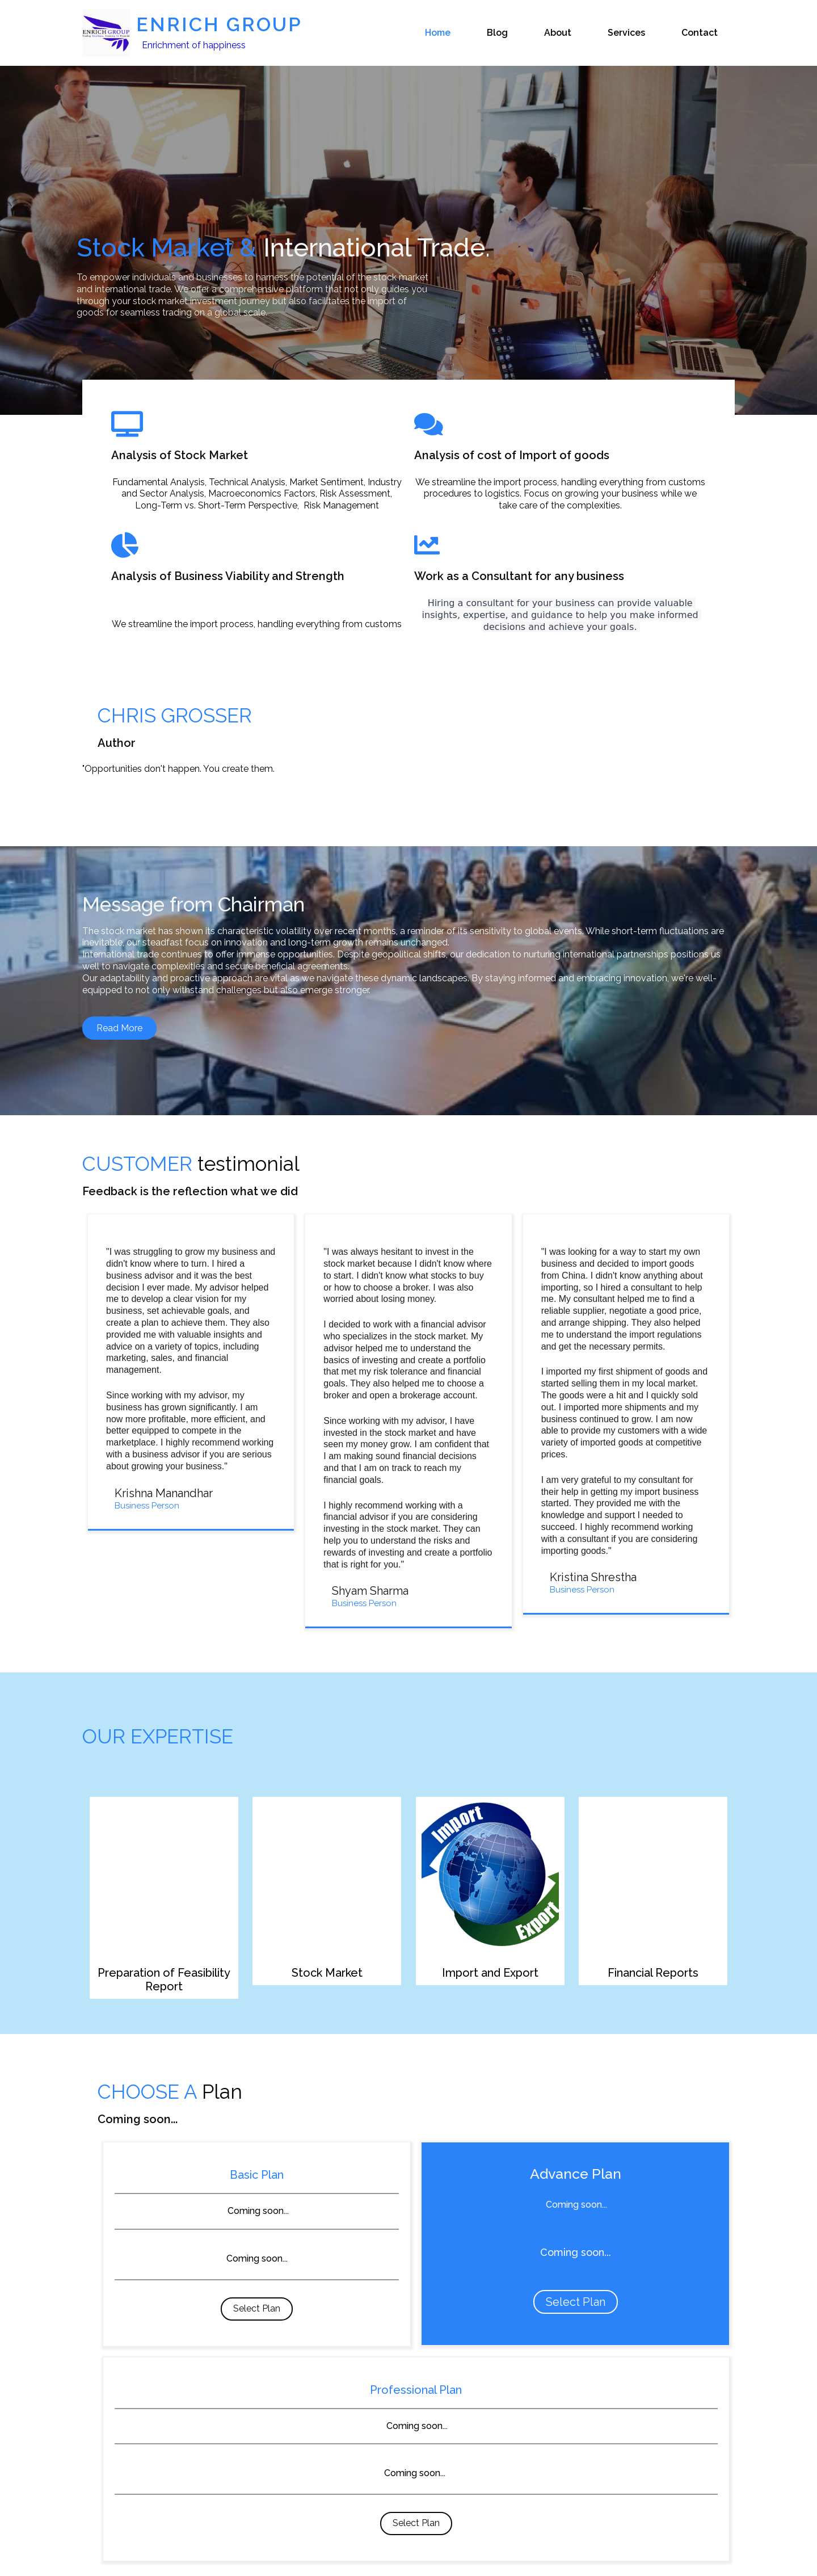 ENRICH GROUP
ENRICH GROUP
Enrichment of happiness
Home
Blog
About
Services
Contact
Stock Market & International Trade.
To empower individuals and businesses to harness the potential of the stock market
and international trade. We offer a comprehensive platform that not only guides you
through your stock market investment journey but also facilitates the import of
goods for seamless trading on a global scale.
Analysis of Stock Market
Fundamental Analysis, Technical Analysis, Market Sentiment, Industry
and Sector Analysis, Macroeconomics Factors, Risk Assessment,
Long-Term vs. Short-Term Perspective, Risk Management
Analysis of cost of Import of goods
We streamline the import process, handling everything from customs
procedures to logistics. Focus on growing your business while we
take care of the complexities.
Analysis of Business Viability and Strength
We streamline the import process, handling everything from customs
Work as a Consultant for any business
Hiring a consultant for your business can provide valuable
insights, expertise, and guidance to help you make informed
decisions and achieve your goals.
CHRIS GROSSER
Author
"Opportunities don't happen. You create them.
Message from Chairman
The stock market has shown its characteristic volatility over recent months, a reminder of its sensitivity to global events. While short-term fluctuations are
inevitable, our steadfast focus on innovation and long-term growth remains unchanged.
International trade continues to offer immense opportunities. Despite geopolitical shifts, our dedication to nurturing international partnerships positions us
well to navigate complexities and secure beneficial agreements.
Our adaptability and proactive approach are vital as we navigate these dynamic landscapes. By staying informed and embracing innovation, we're well-
equipped to not only withstand challenges but also emerge stronger.
Read More
CUSTOMER testimonial
Feedback is the reflection what we did
"I was struggling to grow my business and
didn't know where to turn. I hired a
business advisor and it was the best
decision I ever made. My advisor helped
me to develop a clear vision for my
business, set achievable goals, and
create a plan to achieve them. They also
provided me with valuable insights and
advice on a variety of topics, including
marketing, sales, and financial
management.
Since working with my advisor, my
business has grown significantly. I am
now more profitable, more efficient, and
better equipped to compete in the
marketplace. I highly recommend working
with a business advisor if you are serious
about growing your business."
Krishna Manandhar
Business Person
"I was always hesitant to invest in the
stock market because I didn't know where
to start. I didn't know what stocks to buy
or how to choose a broker. I was also
worried about losing money.
I decided to work with a financial advisor
who specializes in the stock market. My
advisor helped me to understand the
basics of investing and create a portfolio
that met my risk tolerance and financial
goals. They also helped me to choose a
broker and open a brokerage account.
Since working with my advisor, I have
invested in the stock market and have
seen my money grow. I am confident that
I am making sound financial decisions
and that I am on track to reach my
financial goals.
I highly recommend working with a
financial advisor if you are considering
investing in the stock market. They can
help you to understand the risks and
rewards of investing and create a portfolio
that is right for you."
Shyam Sharma
Business Person
"I was looking for a way to start my own
business and decided to import goods
from China. I didn't know anything about
importing, so I hired a consultant to help
me. My consultant helped me to find a
reliable supplier, negotiate a good price,
and arrange shipping. They also helped
me to understand the import regulations
and get the necessary permits.
I imported my first shipment of goods and
started selling them in my local market.
The goods were a hit and I quickly sold
out. I imported more shipments and my
business continued to grow. I am now
able to provide my customers with a wide
variety of imported goods at competitive
prices.
I am very grateful to my consultant for
their help in getting my import business
started. They provided me with the
knowledge and support I needed to
succeed. I highly recommend working
with a consultant if you are considering
importing goods."
Kristina Shrestha
Business Person
OUR EXPERTISE
Preparation of Feasibility
Report
Stock Market
Import
Export
Import and Export
Financial Reports
CHOOSE A Plan
Coming soon...
Basic Plan
Coming soon...
Coming soon...
Select Plan
Advance Plan
Coming soon...
Coming soon...
Select Plan
Professional Plan
Coming soon...
Coming soon...
Select Plan